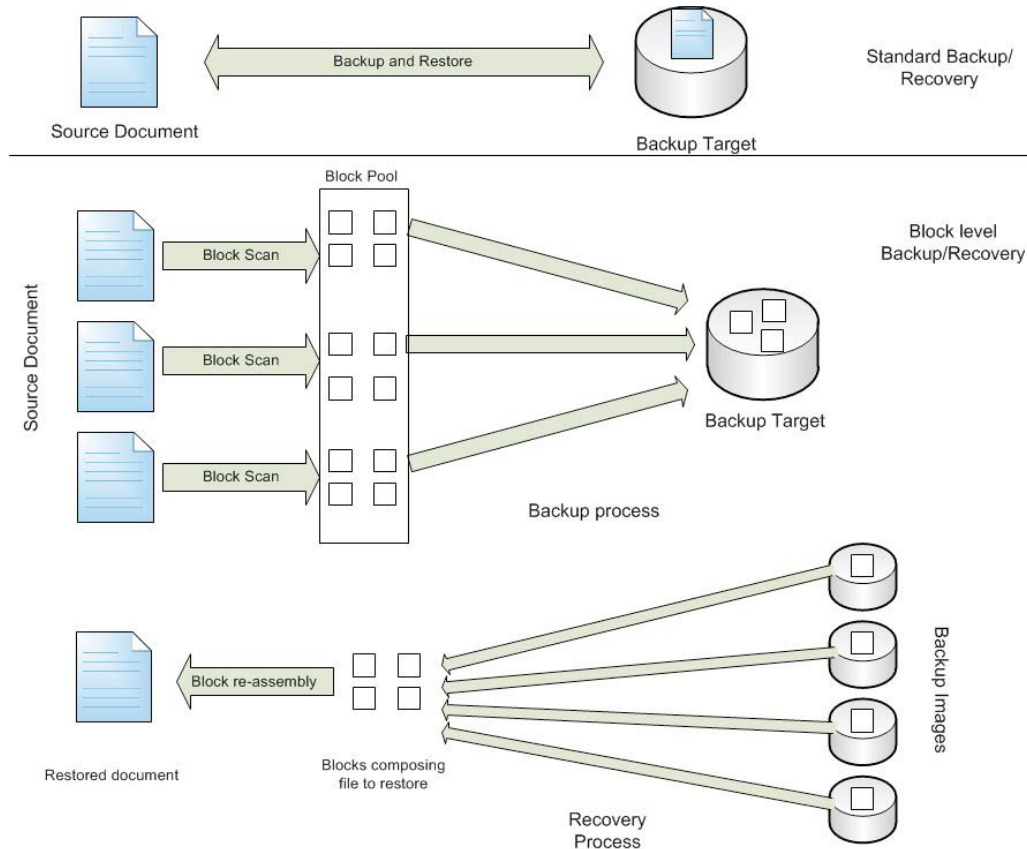 Backup and Restore
Source Document
Backup Target
Standard Backup/
Recovery
Block Pool
Source Document
Block Scan
Block Scan
Block Scan
Block level
Backup/Recovery
Backup Target
Backup process
Block re-assembly
Restored document
Blocks composing
file to restore
Backup Images
Recovery
Process